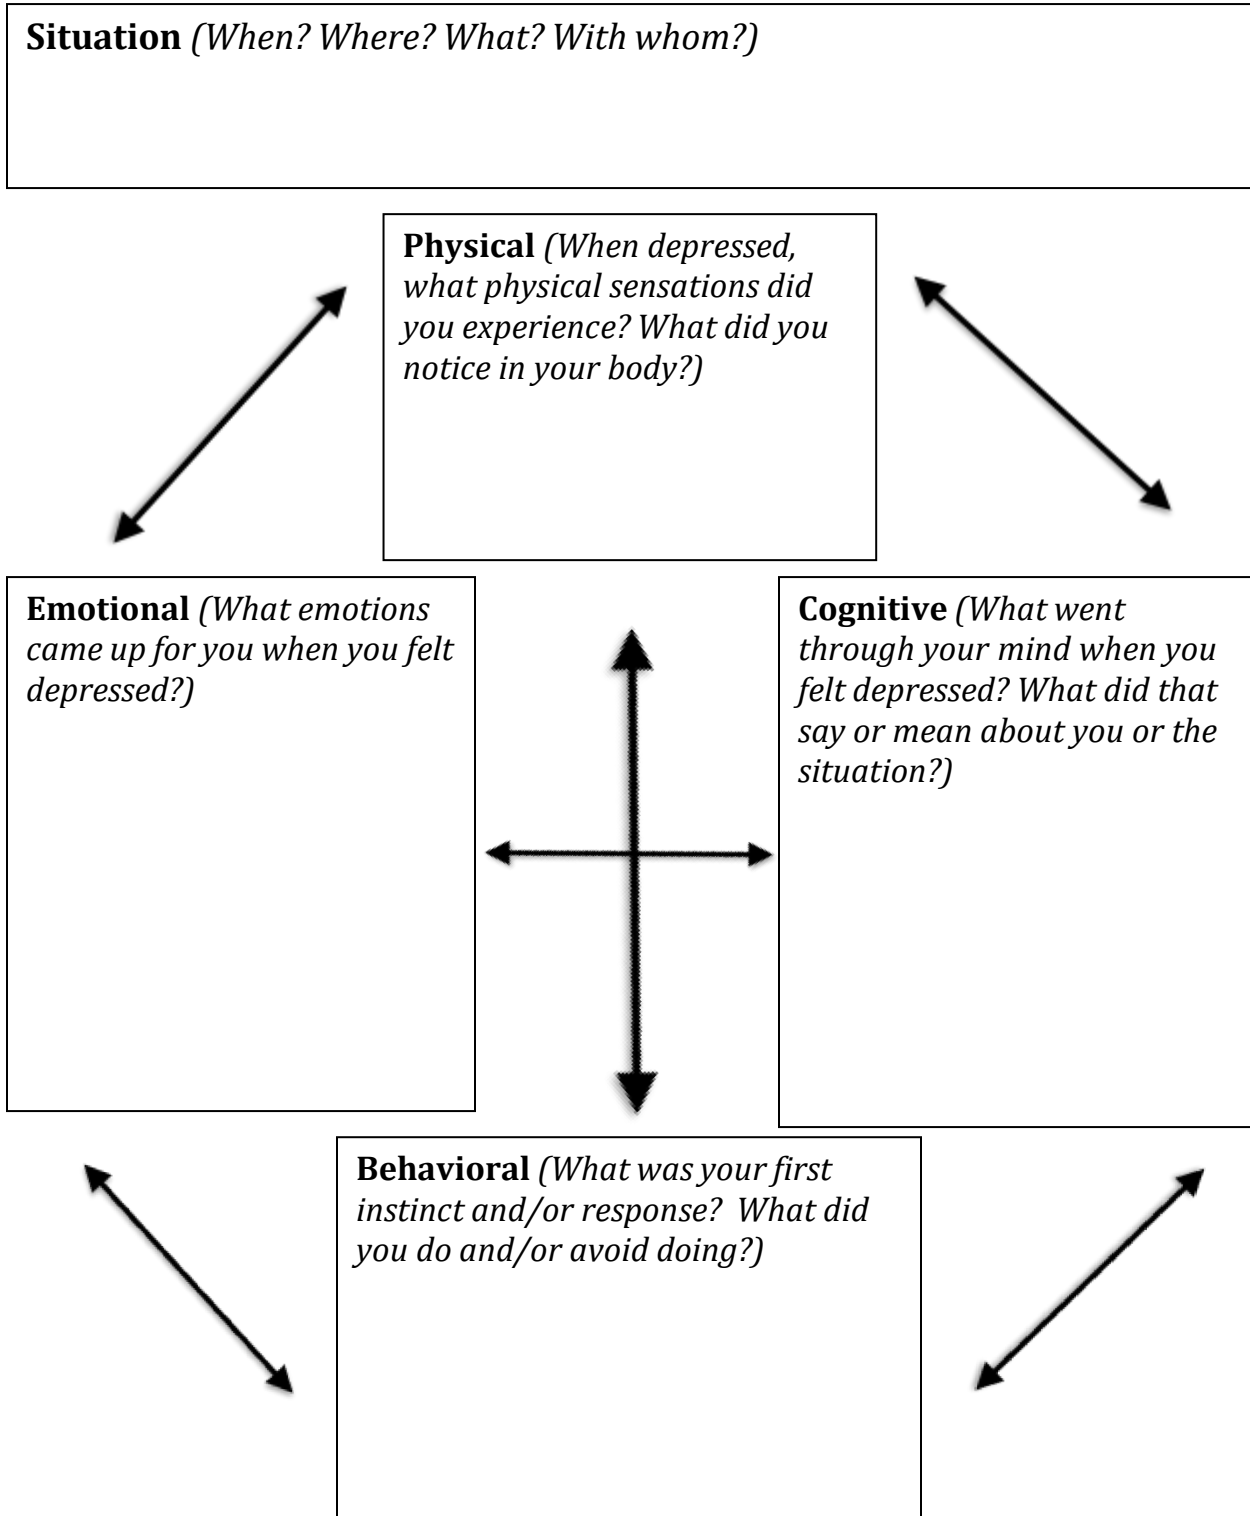 Situation (When? Where? What? With whom?)
Physical (When depressed,
what physical sensations did
you experience? What did you
notice in your body?)
Emotional (What emotions
came up for you when you felt
depressed?)
Cognitive (What went
through your mind when you
felt depressed? What did that
say or mean about you or the
situation?)
Behavioral (What was your first
instinct and/or response?  What did
you do and/or avoid doing?)